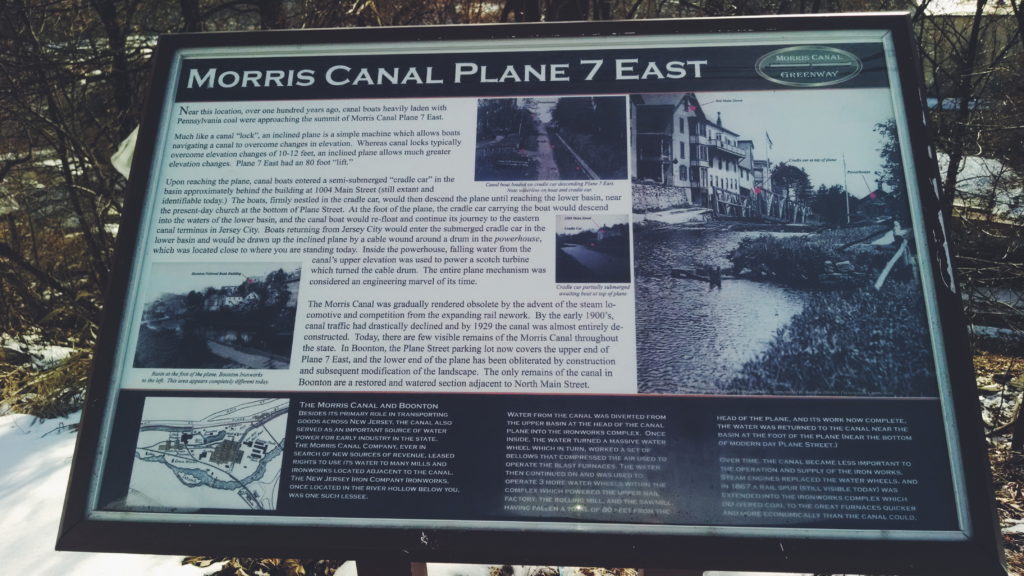 MORRIS CANAL PLANE 7 EAST
MORRIS CANAL
GREENWAY
Near this location, over one hundred years ago, canal boats heavily laden with
Pennsylvania coal were approaching the summit of Morris Canal Plane 7 East.
Much like a canal "lock", an inclined plane is a simple machine which allows boats
navigating a canal to overcome changes in elevation. Whereas canal locks typically
overcome elevation changes of 10-12 feet, an inclined plane allows much greater
elevation changes. Plane 7 East had an 80 foot "lift."
Upon reaching the plane, canal boats entered a semi-submerged "cradle car" in the
basin approximately behind the building at 1004 Main Street (still extant and
identifiable today.) The boats, firmly nestled in the cradle car, would then descend the plane until reaching the lower basin, near
the present-day church at the bottom of Plane Street. At the foot of the plane, the cradle car carrying the boat would descend
into the waters of the lower basin, and the canal boat would re-float and continue its journey to the eastern
canal terminus in Jersey City. Boats returning from Jersey City would enter the submerged cradle car in the
lower basin and would be drawn up the inclined plane by a cable wound around a drum in the powerhouse,
which was located close to where you are standing today. Inside the powerhouse, falling water from the
canal's upper elevation was used to power a scotch turbine
which turned the cable drum. The entire plane mechanism was
considered an engineering marvel of its time.
The Morris Canal was gradually rendered obsolete by the advent of the steam lo-
comotive and competition from the expanding rail nework. By the early 1900's,
canal traffic had drastically declined and by 1929 the canal was almost entirely de-
constructed. Today, there are few visible remains of the Morris Canal throughout
the state. In Boonton, the Plane Street parking lot now covers the upper end of
Plane 7 East, and the lower end of the plane has been obliterated by construction
and subsequent modification of the landscape. The only remains of the canal in
Boonton are a restored and watered section adjacent to North Main Street.
Canal boat loaded on cradle car descending Plane 7 East.
Note waterline on boat and cradle car.
1004 Main Street
Cradle Car
Cradle car partially submerged
awaiting boat at top of plane
Main Street
Cradle car at top of plane
Powerhouse
Boonton National Bank Building
Basin at the foot of the plane. Boonton Ironworks
to the left. This area appears completely different today.
THE MORRIS CANAL AND BOONTON
BESIDES ITS PRIMARY ROLE IN TRANSPORTING
GOODS ACROSS NEW JERSEY, THE CANAL ALSO
SERVED AS AN IMPORTANT SOURCE OF WATER
POWER FOR EARLY INDUSTRY IN THE STATE.
THE MORRIS CANAL COMPANY, EVER IN
SEARCH OF NEW SOURCES OF REVENUE, LEASED
RIGHTS TO USE ITS WATER TO MANY MILLS AND
IRONWORKS LOCATED ADJACENT TO THE CANAL.
THE NEW JERSEY IRON COMPANY IRONWORKS,
ONCE LOCATED IN THE RIVER HOLLOW BELOW YOU,
WAS ONE SUCH LESSEE.
WATER FROM THE CANAL WAS DIVERTED FROM
THE UPPER BASIN AT THE HEAD OF THE CANAL
PLANE INTO THE IRONWORKS COMPLEX. ONCE
INSIDE, THE WATER TURNED A MASSIVE WATER
WHEEL WHICH IN TURN, WORKED A SET OF
BELLOWS THAT COMPRESSED THE AIR USED TO
OPERATE THE BLAST FURNACES. THE WATER
THEN CONTINUED ON AND WAS USED TO
OPERATE 3 MORE WATER WHEELS WITHIN THE
COMPLEX WHICH POWERED THE UPPER NAIL
FACTORY, THE ROLLING MILL, AND THE SAWMILL.
HAVING FALLEN A TOTAL OF 80 FEET FROM THE
HEAD OF THE PLANE, AND ITS WORK NOW COMPLETE,
THE WATER WAS RETURNED TO THE CANAL NEAR THE
BASIN AT THE FOOT OF THE PLANE (NEAR THE BOTTOM
OF MODERN DAY PLANE STREET.)
OVER TIME, THE CANAL BECAME LESS IMPORTANT TO
THE OPERATION AND SUPPLY OF THE IRON WORKS.
STEAM ENGINES REPLACED THE WATER WHEELS, AND
IN 1867 A RAIL SPUR (STILL VISIBLE TODAY) WAS
EXTENDED INTO THE IRONWORKS COMPLEX WHICH
DELIVERED COAL TO THE GREAT FURNACES QUICKER
AND MORE ECONOMICALLY THAN THE CANAL COULD.